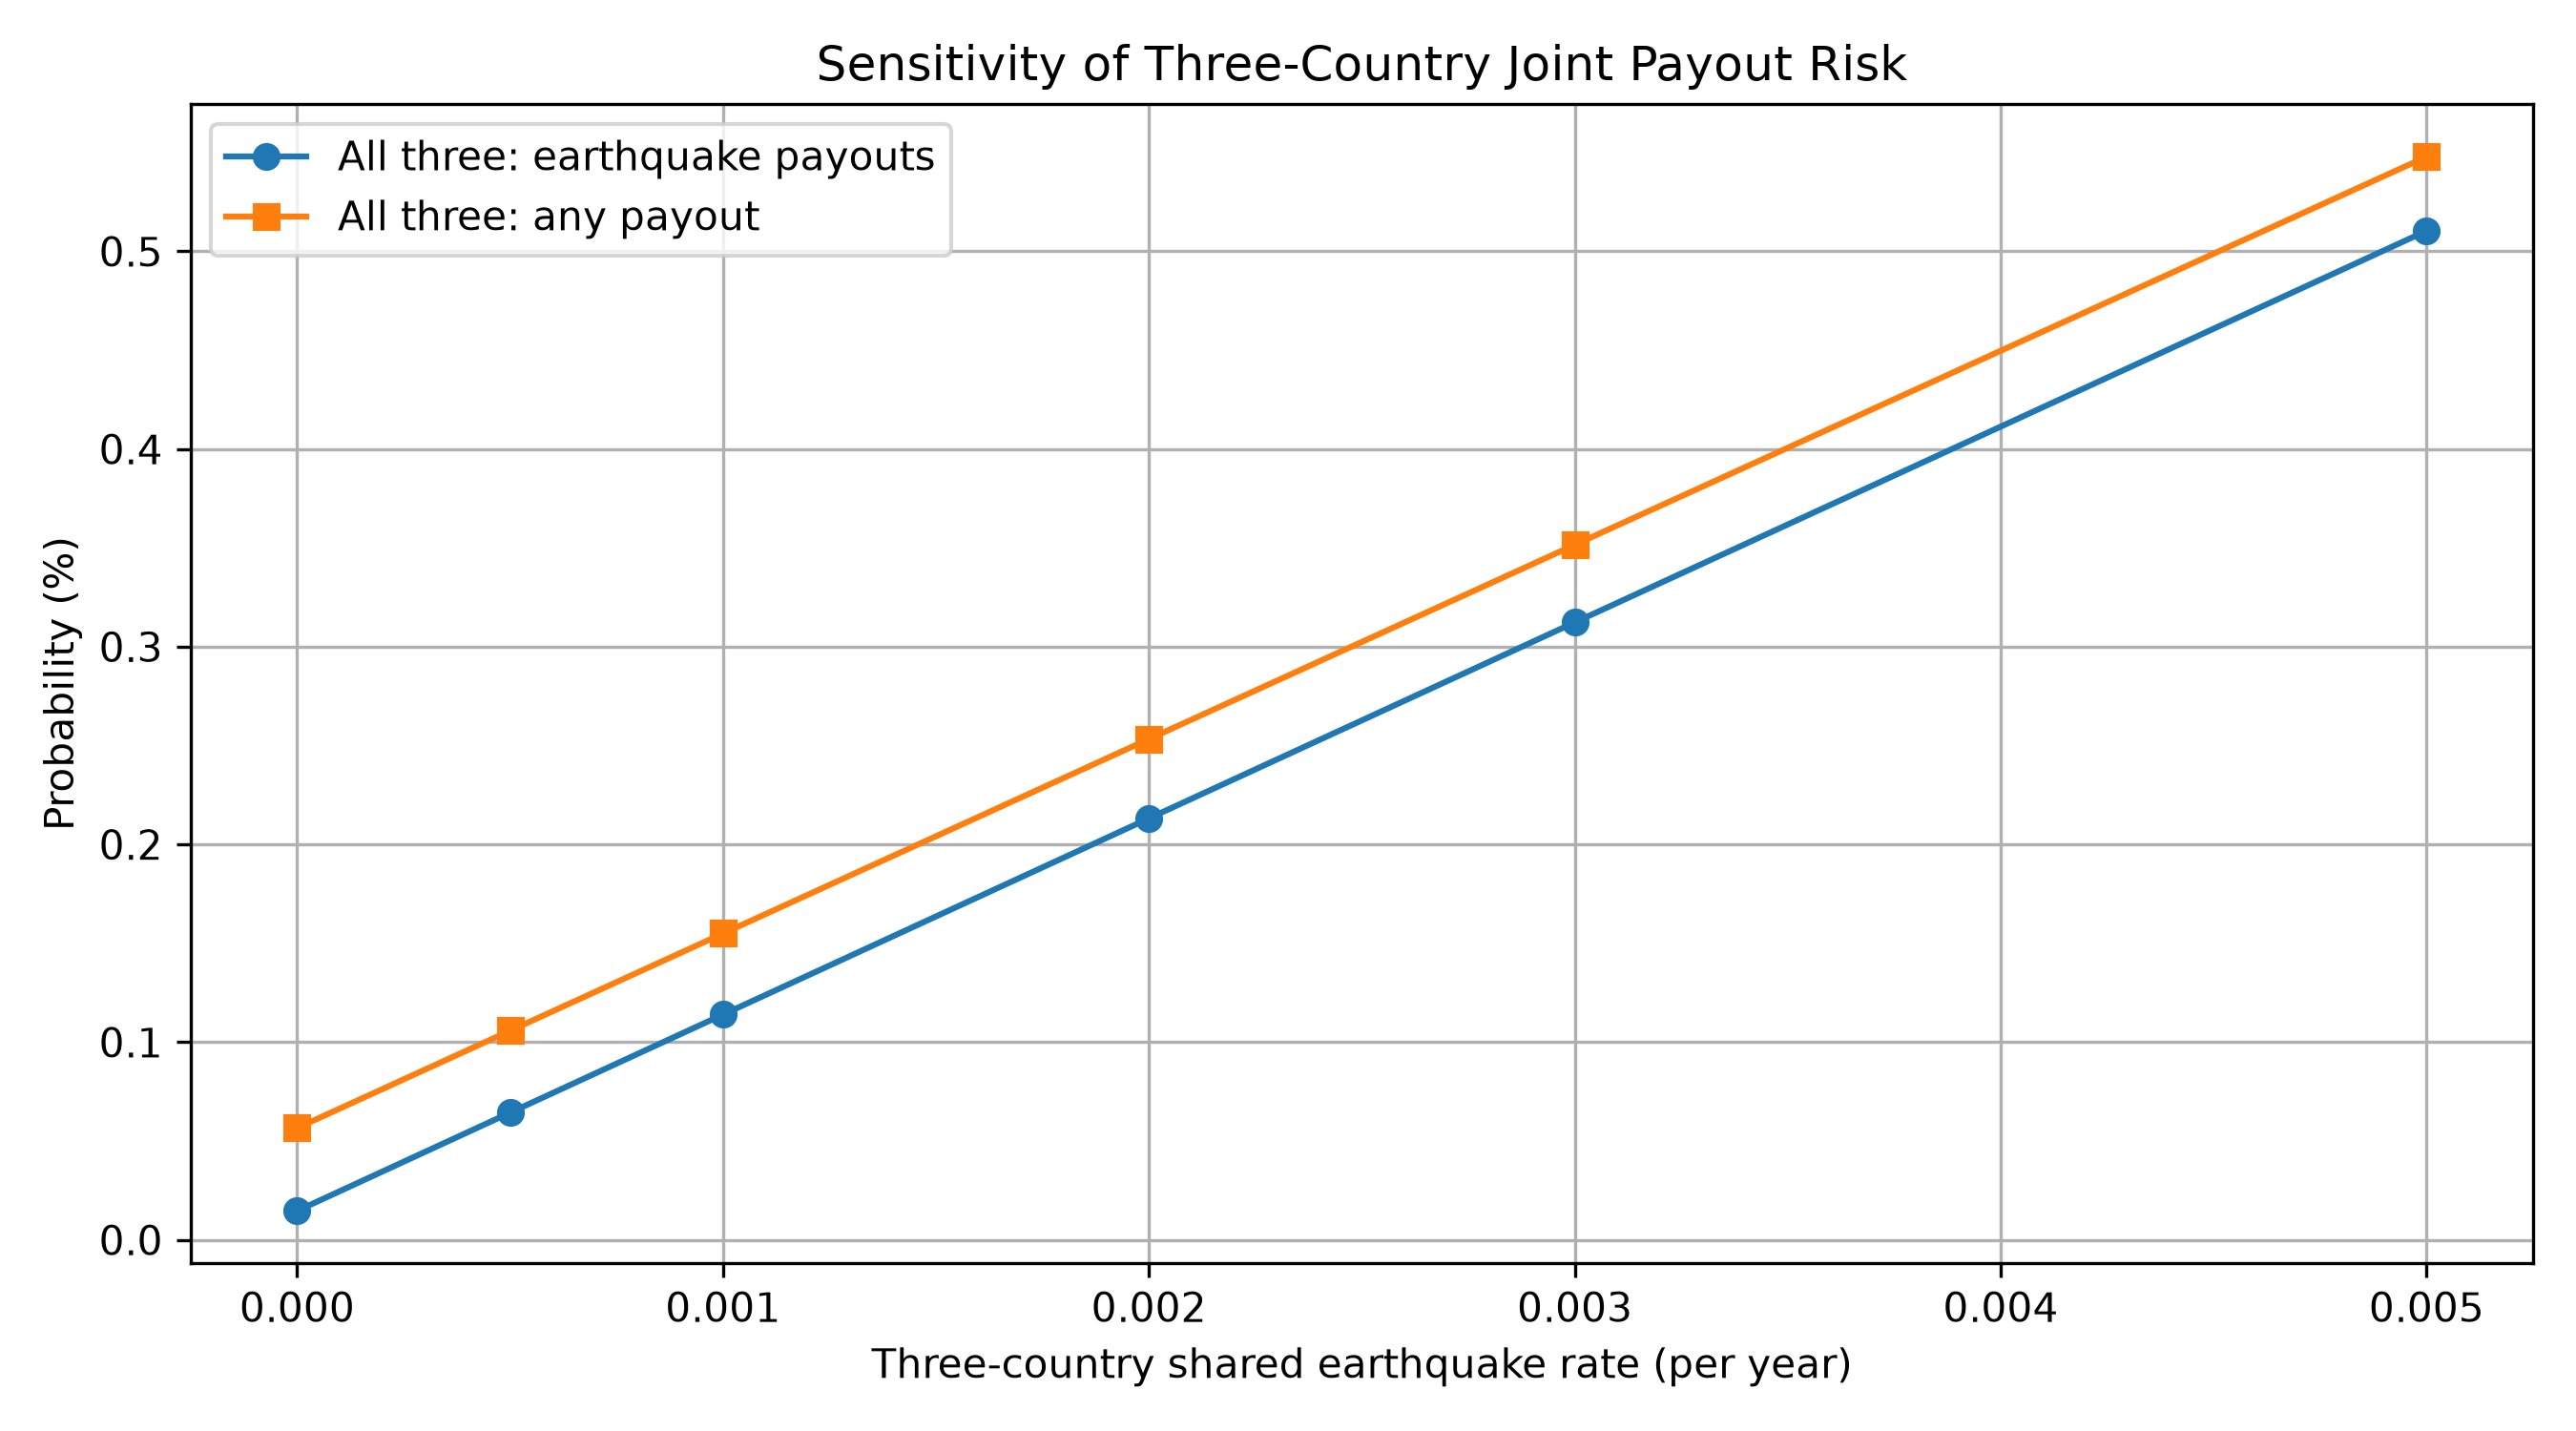 Sensitivity of Three-Country Joint Payout Risk
All three: earthquake payouts
All three: any payout
Probability (%)
0.5
0.4
0.3
0.2
0.1
0.0
0.000 0.001 0.002 0.003 0.004 0.005
Three-country shared earthquake rate (per year)